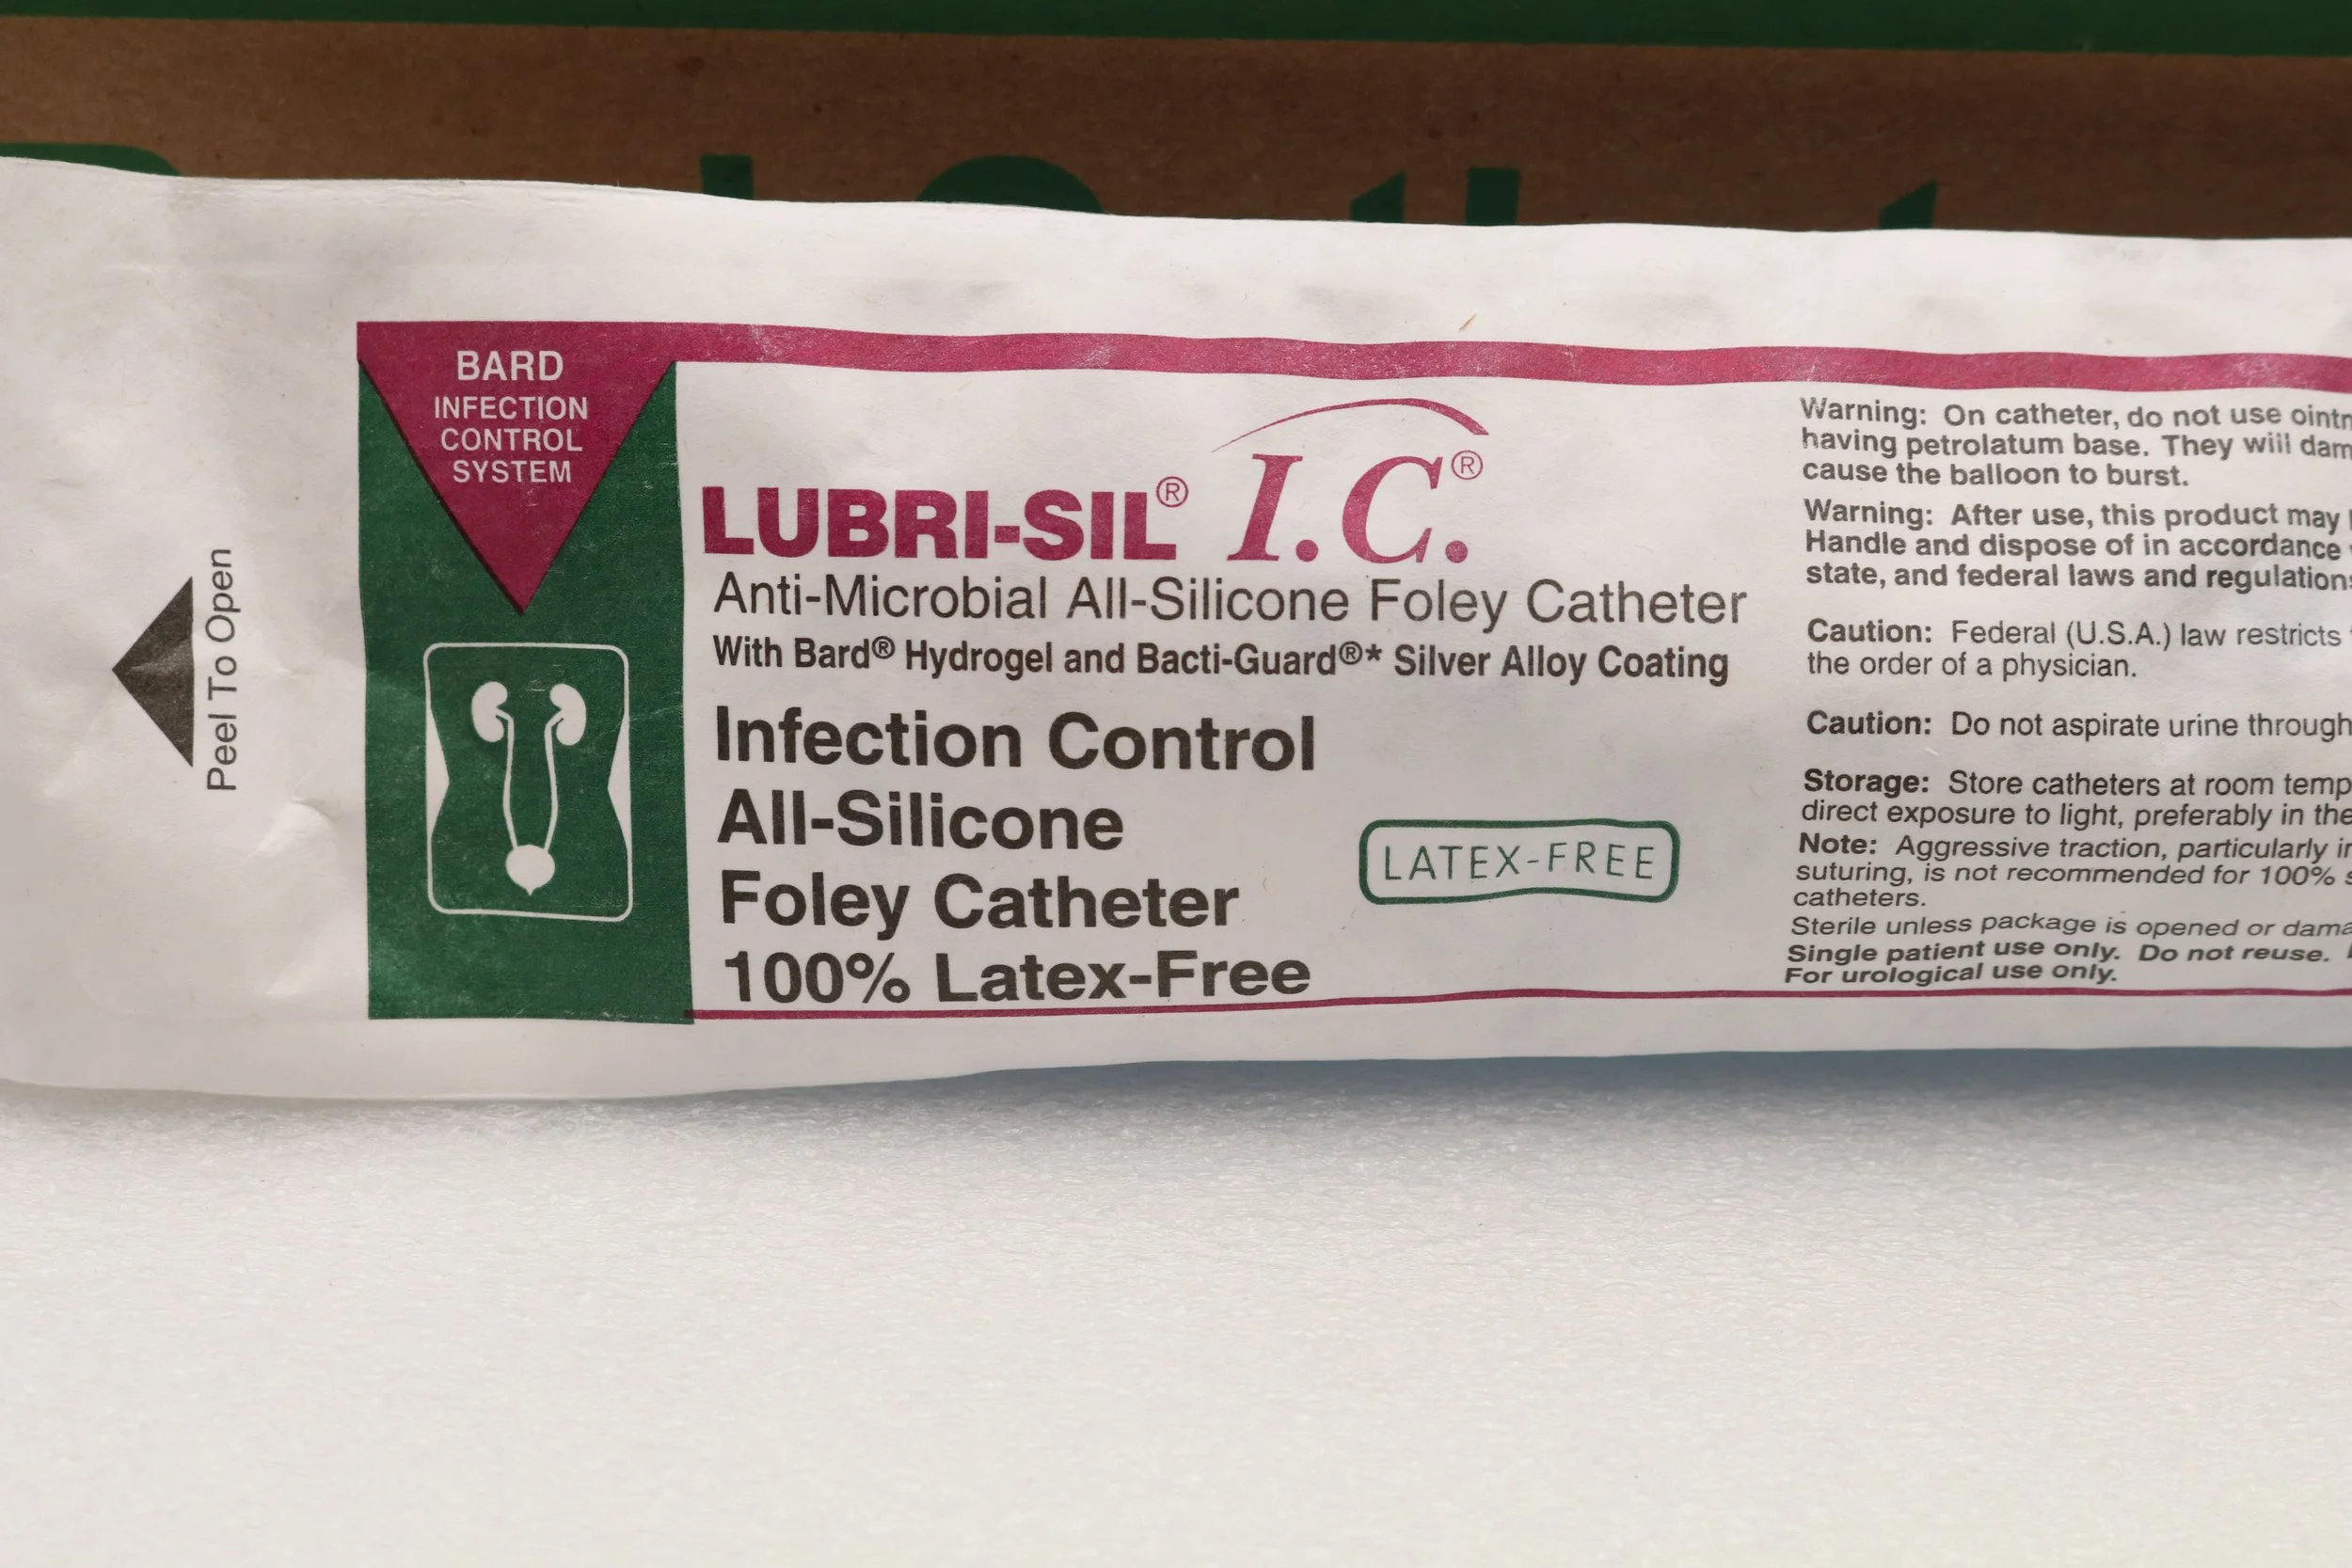 BARD
INFECTION
CONTROL
SYSTEM
Peel To Open
LUBRI-SIL® I.C.®
Anti-Microbial All-Silicone Foley Catheter
With Bard® Hydrogel and Bacti-Guard®* Silver Alloy Coating
Infection Control
All-Silicone
Foley Catheter
100% Latex-Free
LATEX-FREE
Warning: On catheter, do not use
having petrolatum base. They wiil
cause the balloon to burst.
Warning: After use, this product may
Handle and dispose of in accordance
state, and federal laws and
Caution: Federal (U.S.A.) law restricts
the order of a physician.
Caution: Do not aspirate urine through
Storage: Store catheters at room
direct exposure to light, preferably in the
Note: Aggressive traction, particularly
suturing, is not recommended for 100%
catheters.
Sterile unless package is opened or
Single patient use only. Do not reuse.
For urological use only.